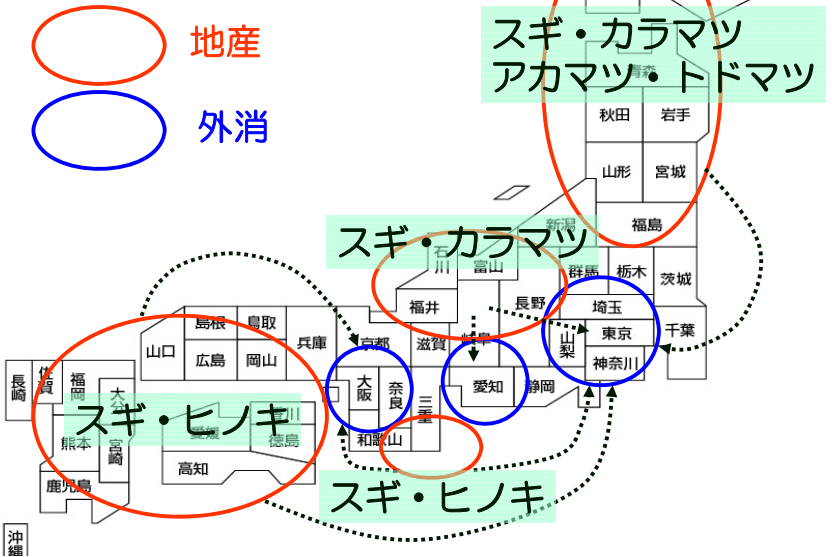 地産
外消
スギ・カラマツ
アカマツ・トドマツ
青森
秋田
岩手
山形
宮城
新潟
福島
スギ・カラマツ
石川
富山
群馬
栃木
茨城
福井
長野
埼玉
島根
鳥取
兵庫
京都
滋賀
岐阜
山梨
東京
千葉
山口
広島
岡山
神奈川
長崎
佐賀
福岡
大分
大阪
奈良
三重
愛知
静岡
スギ・ヒノキ
香川
愛媛
徳島
熊本
宮崎
和歌山
高知
鹿児島
スギ・ヒノキ
沖縄